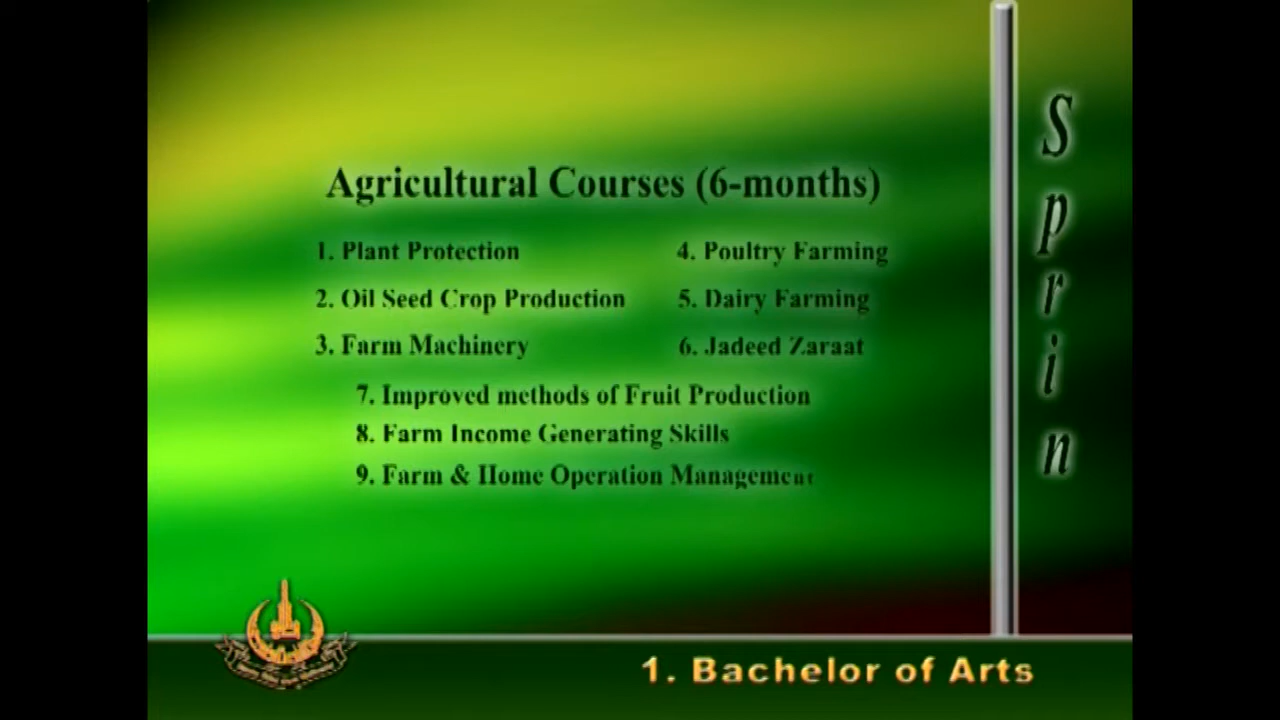 Agricultural Courses (6-months)
1. Plant Protection
2. Oil Seed Crop Production
3. Farm Machinery
4. Poultry Farming
5. Dairy Farming
6. Jadeed Zaraat
7. Improved methods of Fruit Production
8. Farm Income Generating Skills
9. Farm & Home Operation Management
Sprin
1. Bachelor of Arts